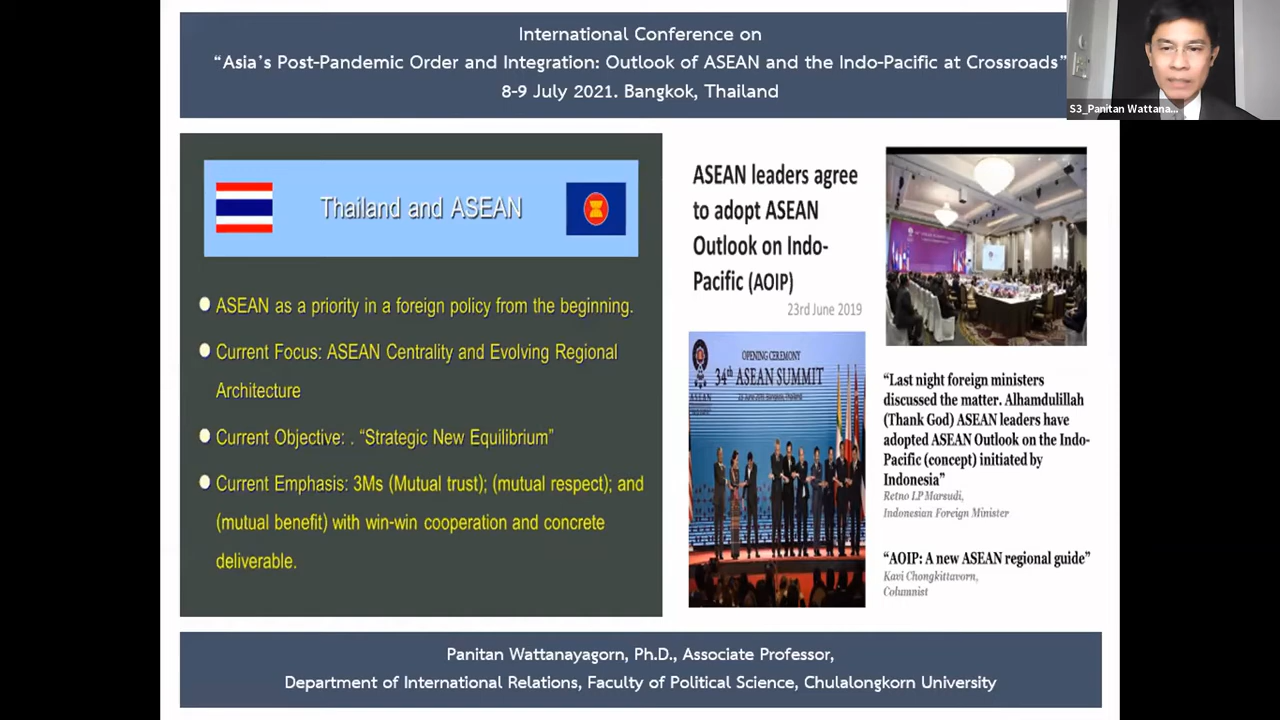 International Conference on
“Asia’s Post-Pandemic Order and Integration: Outlook of ASEAN and the Indo-Pacific at Crossroads”
8-9 July 2021. Bangkok, Thailand
S3_Panitan Wattana...
Thailand and ASEAN
ASEAN as a priority in a foreign policy from the beginning.
Current Focus: ASEAN Centrality and Evolving Regional
Architecture
Current Objective: . “Strategic New Equilibrium”
Current Emphasis: 3Ms (Mutual trust); (mutual respect); and
(mutual benefit) with win-win cooperation and concrete
deliverable.
ASEAN leaders agree
to adopt ASEAN
Outlook on Indo-
Pacific (AOIP)
23rd June 2019
OPENING CEREMONY
34th ASEAN SUMMIT
“Last night foreign ministers
discussed the matter. Alhamdulillah
(Thank God) ASEAN leaders have
adopted ASEAN Outlook on the Indo-
Pacific (concept) initiated by
Indonesia”
Retno LP Marsudi,
Indonesian Foreign Minister
“AOIP: A new ASEAN regional guide”
Kavi Chongkittavorn,
Columnist
Panitan Wattanayagorn, Ph.D., Associate Professor,
Department of International Relations, Faculty of Political Science, Chulalongkorn University